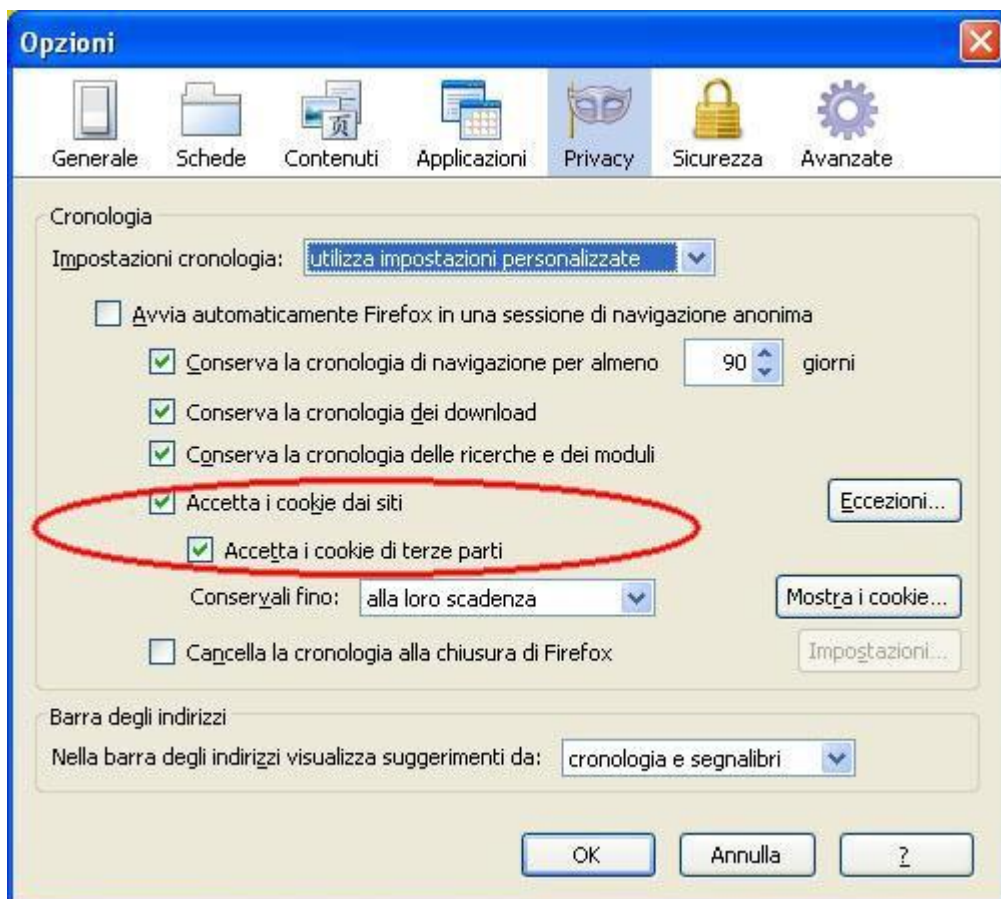 Opzioni
Generale Schede Contenuti Applicazioni Privacy Sicurezza Avanzate
页
Cronologia
Impostazioni cronologia: utilizza impostazioni personalizzate
Avvia automaticamente Firefox in una sessione di navigazione anonima
Conserva la cronologia di navigazione per almeno 90 giorni
Conserva la cronologia dei download
Conserva la cronologia delle ricerche e dei moduli
Accetta i cookie dai siti Eccezioni...
Accetta i cookie di terze parti
Conservali fino: alla loro scadenza Mostra i cookie...
Cancella la cronologia alla chiusura di Firefox Impostazioni...
Barra degli indirizzi
Nella barra degli indirizzi visualizza suggerimenti da: cronologia e segnalibri
OK Annulla ?